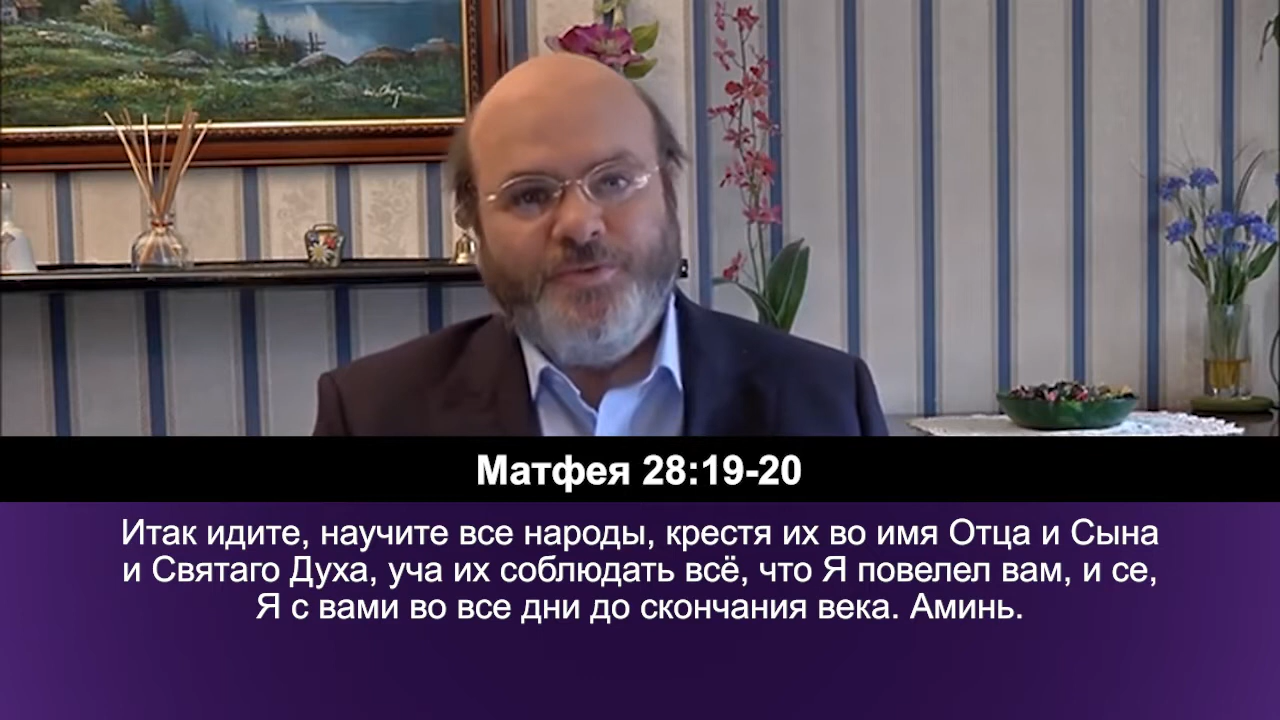 Матфея 28:19-20
Итак идите, научите все народы, крестя их во имя Отца и Сына
и Святаго Духа, уча их соблюдать всё, что Я повелел вам, и се,
Я с вами во все дни до скончания века. Аминь.